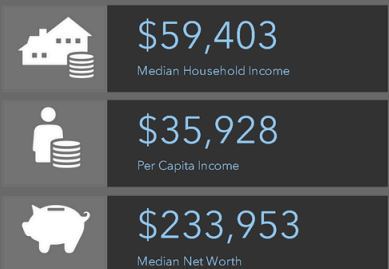 $59,403
Median Household Income
$35,928
Per Capita Income
$233,953
Median Net Worth